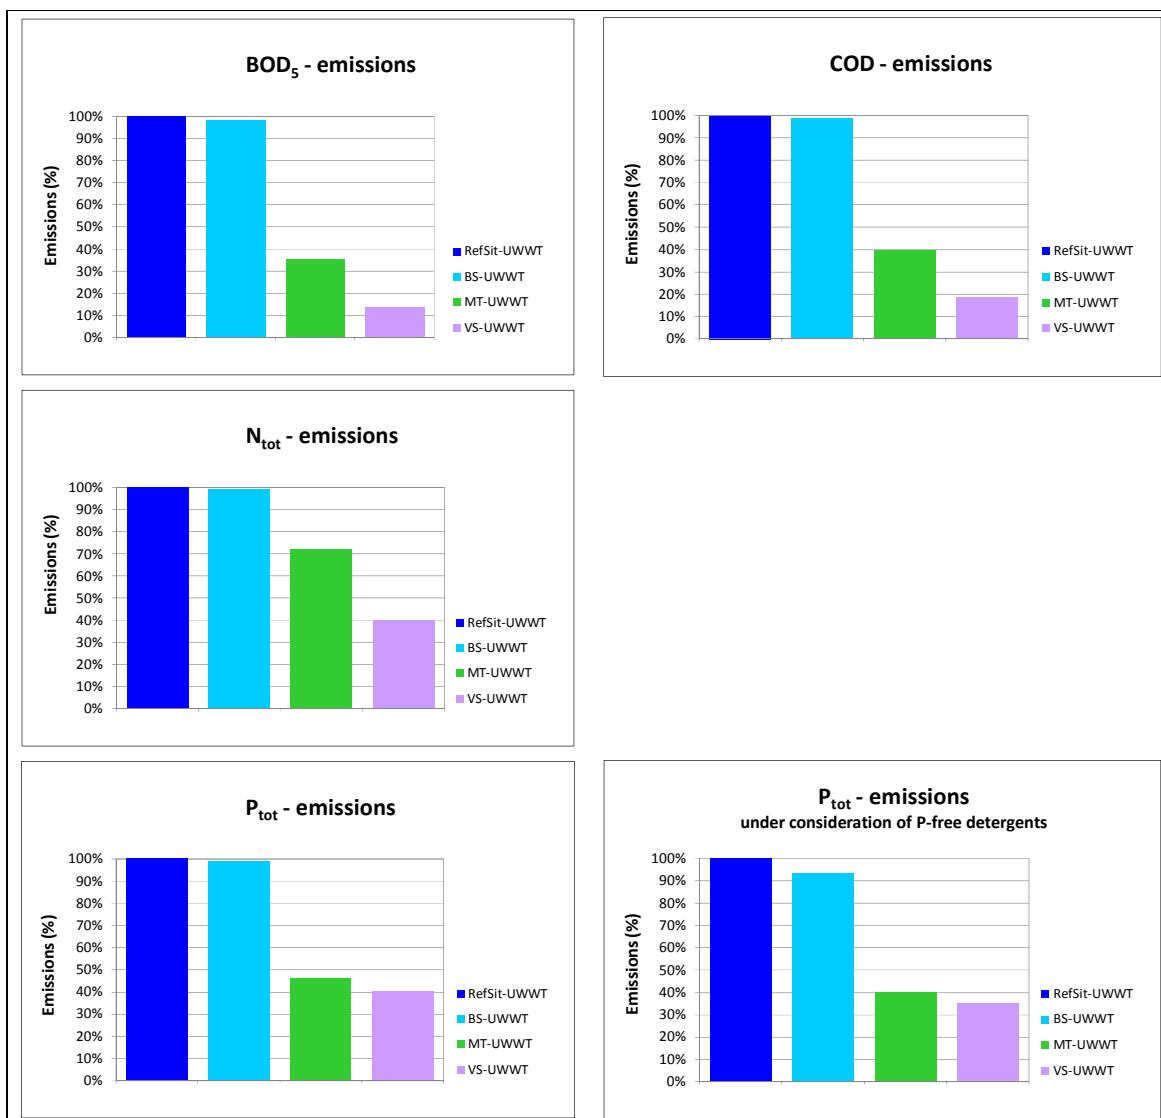 BOD5 - emissions
Emissions (%)
100%
90%
80%
70%
60%
50%
40%
30%
20%
10%
0%
RefSit-UWWT
BS-UWWT
MT-UWWT
VS-UWWT
COD - emissions
Emissions (%)
100%
90%
80%
70%
60%
50%
40%
30%
20%
10%
0%
RefSit-UWWT
BS-UWWT
MT-UWWT
VS-UWWT
Ntot - emissions
Emissions (%)
100%
90%
80%
70%
60%
50%
40%
30%
20%
10%
0%
RefSit-UWWT
BS-UWWT
MT-UWWT
VS-UWWT
Ptot - emissions
Emissions (%)
100%
90%
80%
70%
60%
50%
40%
30%
20%
10%
0%
RefSit-UWWT
BS-UWWT
MT-UWWT
VS-UWWT
Ptot - emissions
under consideration of P-free detergents
Emissions (%)
100%
90%
80%
70%
60%
50%
40%
30%
20%
10%
0%
RefSit-UWWT
BS-UWWT
MT-UWWT
VS-UWWT